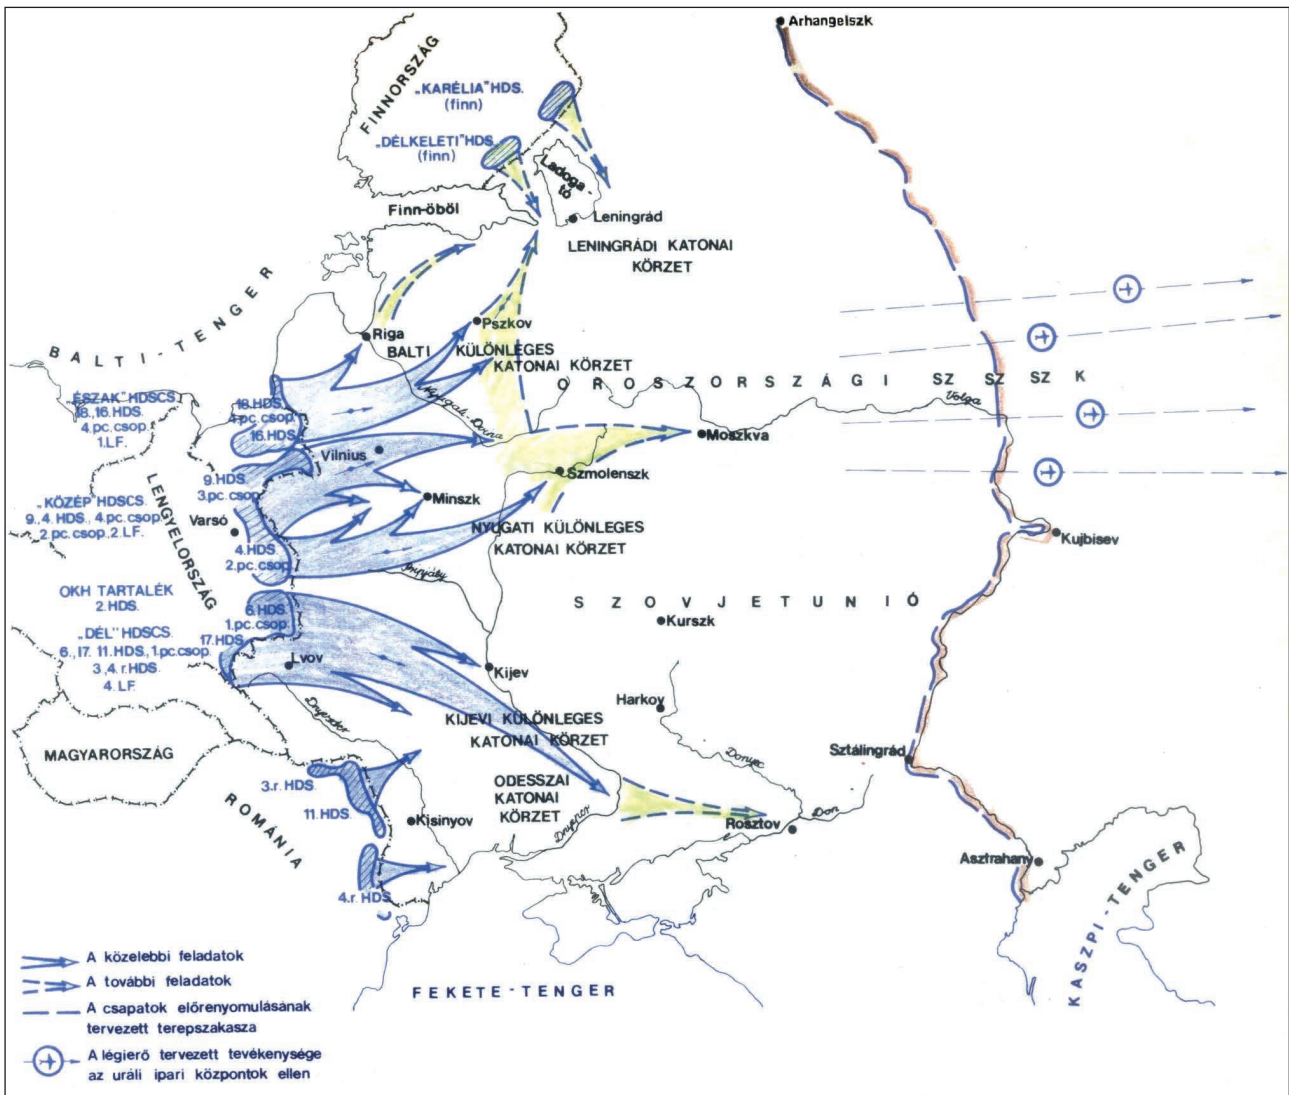 Arhangelszk
FINNORSZÁG
„KARÉLIA" HDS.
(finn)
„DÉLKELETI" HDS.
(finn)
Ladoga-
tó
Finn-öböl
Leningrád
LENINGRÁDI KATONAI
KÖRZET
BALTI-TENGER
Riga
Pszkov
BALTI KÜLÖNLEGES
KATONAI KÖRZET
OROSZORSZÁGI SZ SZ SZ K
Volga
Nyugati-Dvina
„ÉSZAK" HDSCS.
18., 16. HDS.
4.pc.csop.
1.LF.
18.HDS.
4.pc.csop.
16.HDS.
Moszkva
Vilnius
Szmolenszk
9.HDS.
3.pc.csop.
LENGYELORSZÁG
„KÖZÉP" HDSCS.
9., 4. HDS., 4.pc.csop.
2.pc.csop., 2.LF.
Varsó
Minszk
NYUGATI KÜLÖNLEGES
KATONAI KÖRZET
Kujbisev
4.HDS.
2.pc.csop.
Pripjaty
OKH TARTALÉK
2.HDS.
SZOVJETUNIÓ
6.HDS.
1.pc.csop.
Kurszk
„DÉL" HDSCS.
6., 17. 11. HDS., 1.pc.csop.
3., 4. r. HDS.
4. LF.
17.HDS.
Lvov
Kijev
Harkov
Dnyeszter
KIJEVI KÜLÖNLEGES
KATONAI KÖRZET
MAGYARORSZÁG
Donyec
Sztálingrád
3.r. HDS.
ODESSZAI
KATONAI
KÖRZET
ROMÁNIA
11.HDS.
Kisinyov
Dnyepor
Rosztov
Don
Asztrahany
4.r. HDS.
KASZPI-TENGER
FEKETE-TENGER
A közelebbi feladatok
A további feladatok
A csapatok előrenyomulásának
tervezett terepszakasza
A légierő tervezett tevékenysége
az uráli ipari központok ellen